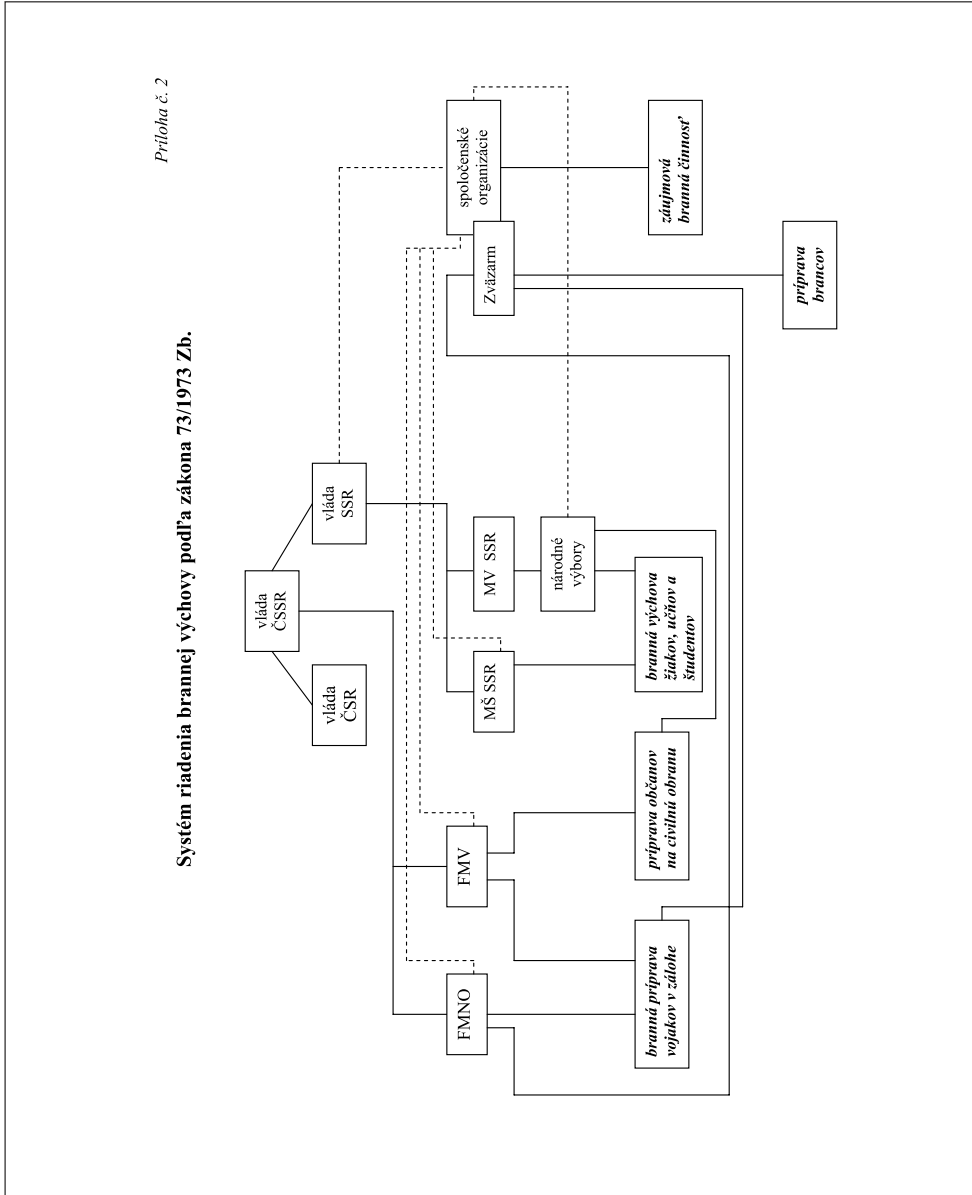 Príloha č. 2
Systém riadenia brannej výchovy podľa zákona 73/1973 Zb.
vláda
ČSSR
vláda
ČSR
vláda
SSR
FMNO
FMV
MŠ SSR
MV SSR
Zväzarm
spoločenské
organizácie
národné
výbory
branná príprava
vojakov v zálohe
príprava občanov
na civilnú obranu
branná výchova
žiakov, učňov a
študentov
záujmová
branná činnosť
príprava
brancov